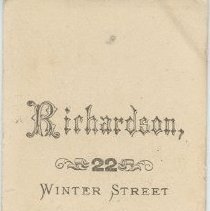 Richardson,
22
WINTER STREET